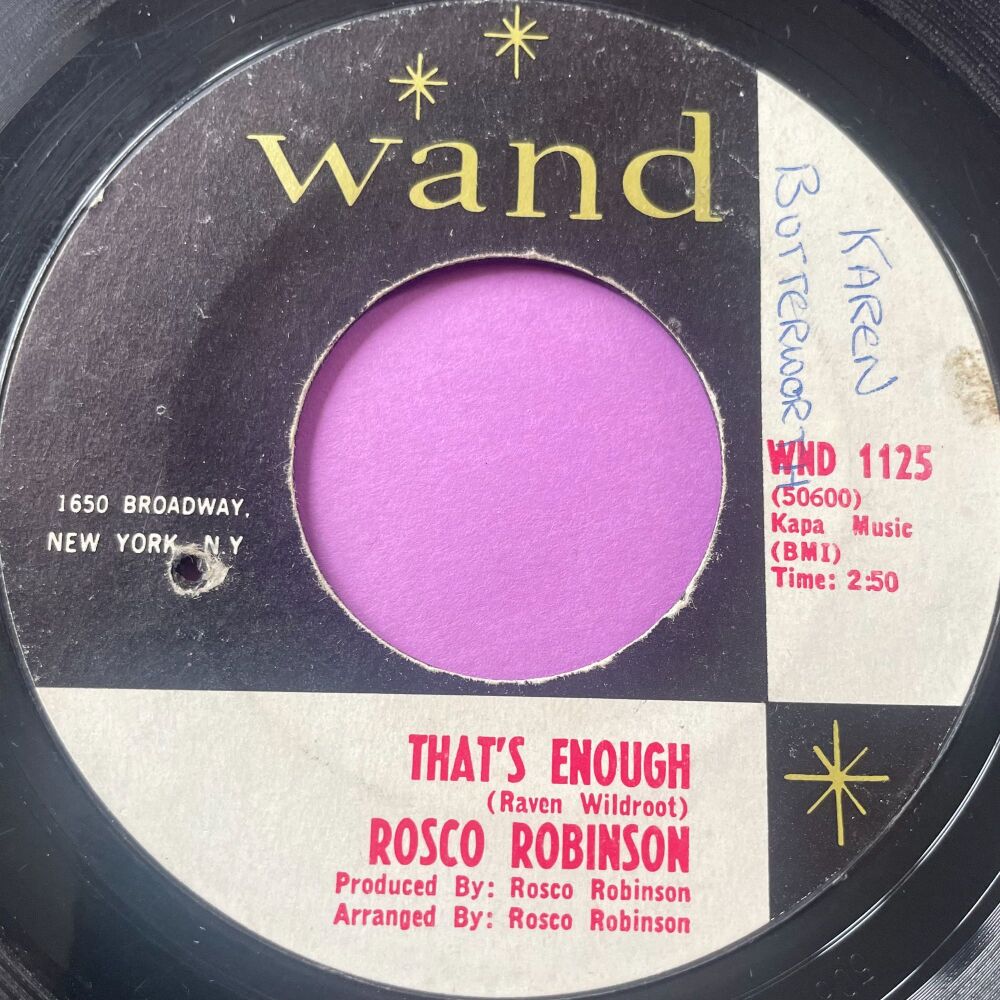 wand
KAREN
BUTTERWORTH
1650 BROADWAY,
NEW YORK, N.Y
WND 1125
(50600)
Kapa Music
(BMI)
Time: 2:50
THAT'S ENOUGH
(Raven Wildroot)
ROSCO ROBINSON
Produced By: Rosco Robinson
Arranged By: Rosco Robinson